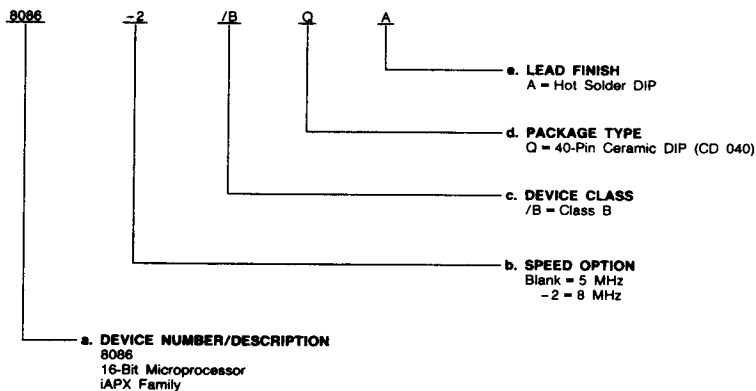 8086 -2 /B Q A
e. LEAD FINISH
A = Hot Solder DIP
d. PACKAGE TYPE
Q = 40-Pin Ceramic DIP (CD 040)
c. DEVICE CLASS
/B = Class B
b. SPEED OPTION
Blank = 5 MHz
-2 = 8 MHz
a. DEVICE NUMBER/DESCRIPTION
8086
16-Bit Microprocessor
iAPX Family